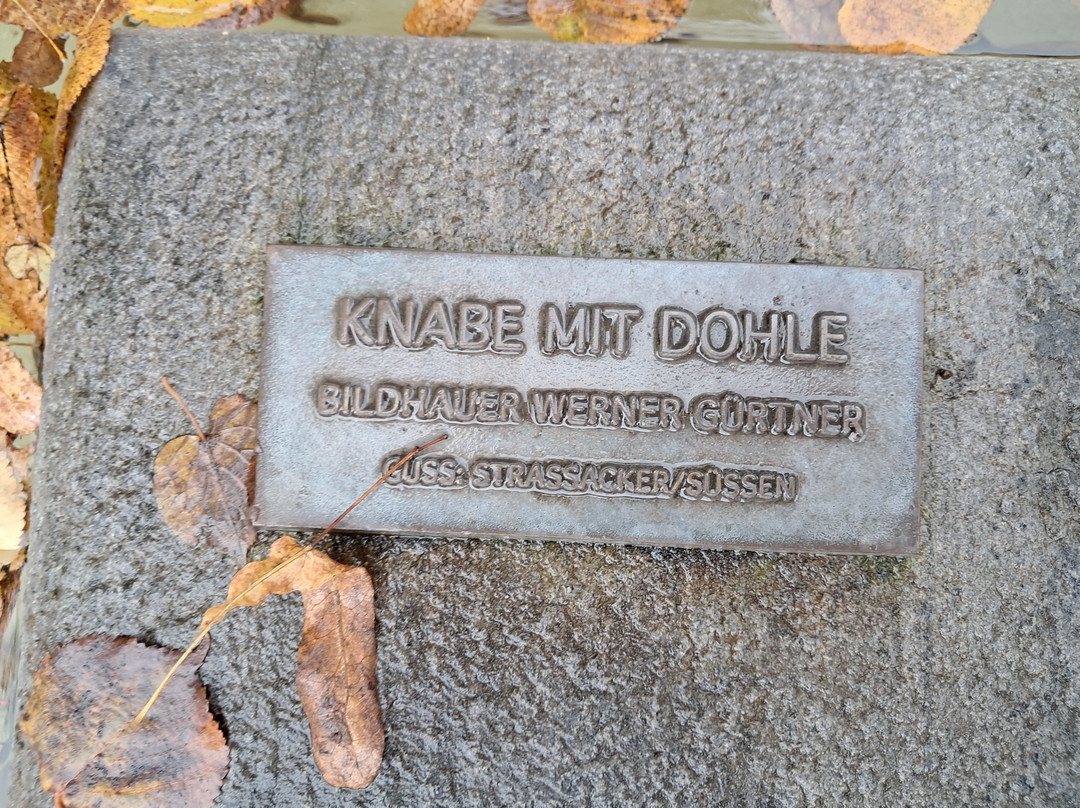 KNABE MIT DOHLE
BILDHAUER WERNER GÜRTNER
GUSS: STRASSACKER/SÜSSEN